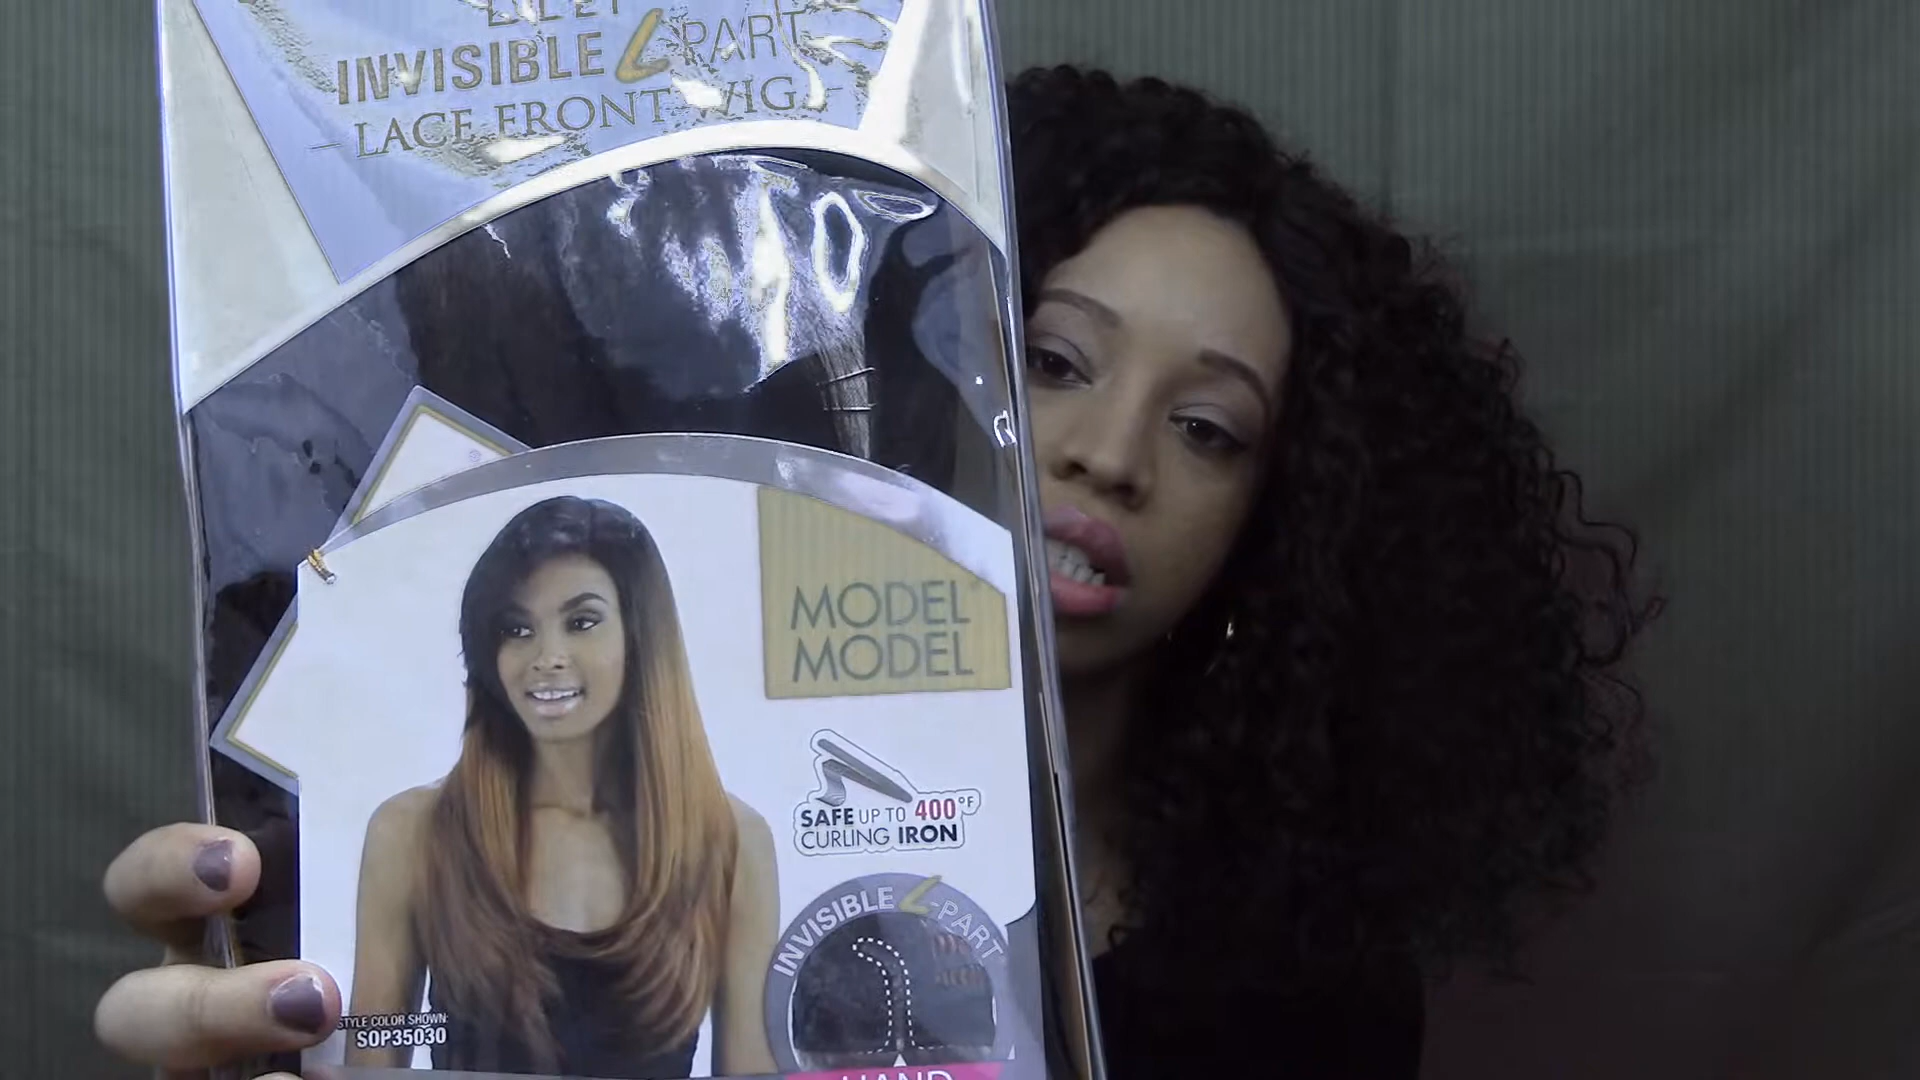 INVISIBLE L-PART
- LACE FRONT WIG -
MODEL
MODEL
SAFE UP TO 400°F
CURLING IRON
INVISIBLE L-PART
STYLE COLOR SHOWN:
SOP35030
HAND